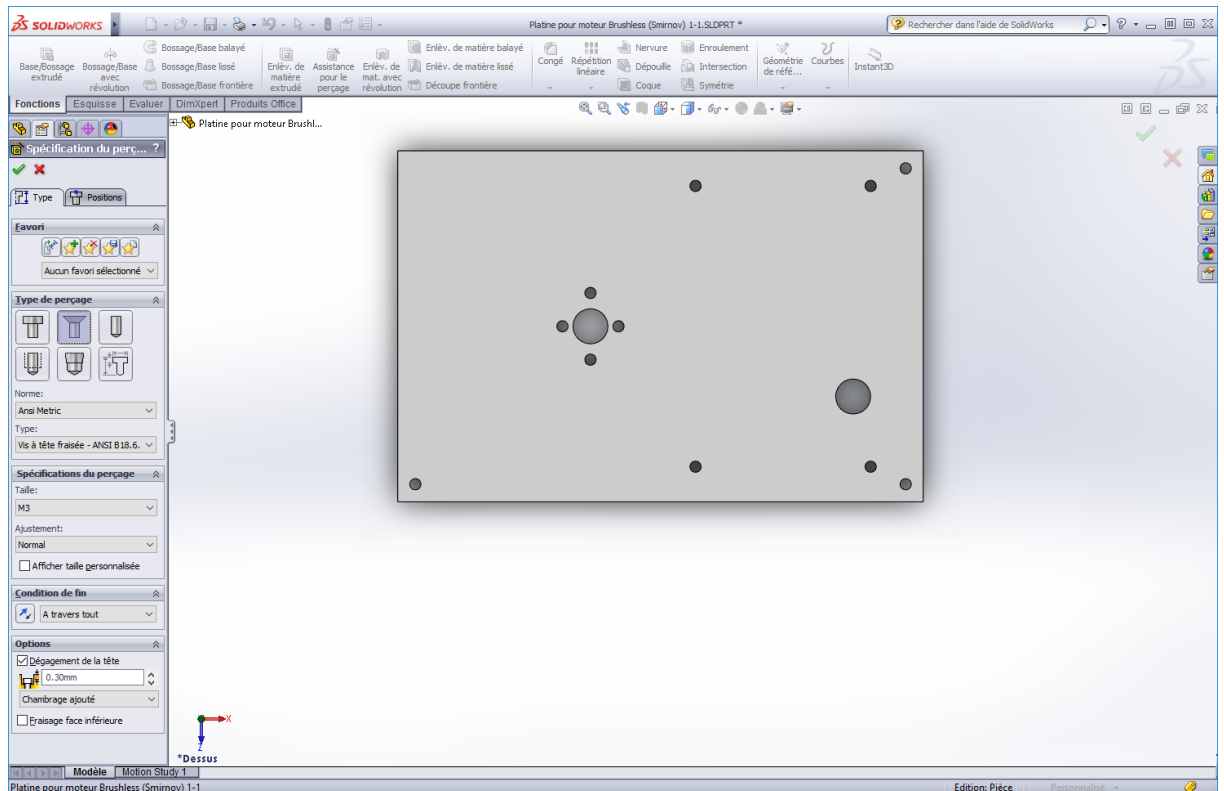 SOLIDWORKS
Platine pour moteur Brushless (Smirnov) 1-1.SLDPRT *
Rechercher dans l'aide de SolidWorks
?
Base/Bossage extrudé
Bossage/Base avec révolution
Bossage/Base balayé
Bossage/Base lissé
Bossage/Base frontière
Enlèv. de matière extrudé
Assistance pour le perçage
Enlèv. de mat. avec révolution
Enlèv. de matière balayé
Enlèv. de matière lissé
Découpe frontière
Congé
Répétition linéaire
Nervure
Dépouille
Coque
Enroulement
Intersection
Symétrie
Géométrie de réfé...
Courbes
Instant3D
Fonctions
Esquisse
Evaluer
DimXpert
Produits Office
Platine pour moteur Brushl...
Spécification du perç... ?
Type
Positions
Favori
Aucun favori sélectionné
Type de perçage
Norme:
Ansi Metric
Type:
Vis à tête fraisée - ANSI B18.6.
Spécifications du perçage
Taille:
M3
Ajustement:
Normal
Afficher taille personnalisée
Condition de fin
A travers tout
Options
Dégagement de la tête
0.30mm
Chambrage ajouté
Fraisage face inférieure
X
Z
*Dessus
Modèle
Motion Study 1
Platine pour moteur Brushless (Smirnov) 1-1
Edition: Pièce
Personnalisé